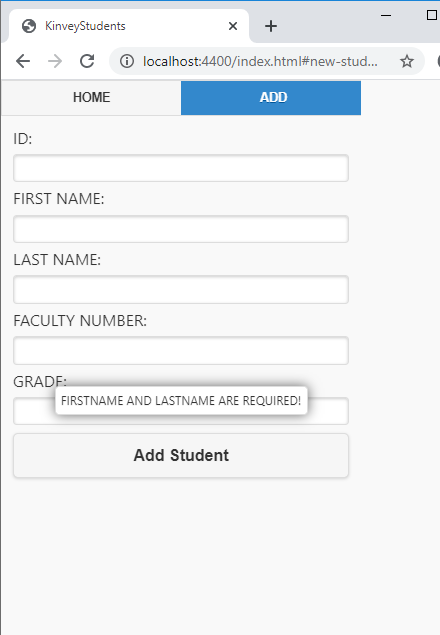 KinveyStudents
localhost:4400/index.html#new-stud...
HOME ADD
ID:
FIRST NAME:
LAST NAME:
FACULTY NUMBER:
GRADE:
FIRSTNAME AND LASTNAME ARE REQUIRED!
Add Student